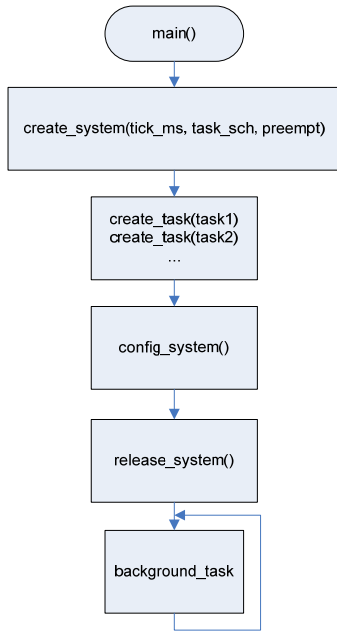 main()
create_system(tick_ms, task_sch, preempt)
create_task(task1)
create_task(task2)
...
config_system()
release_system()
background_task